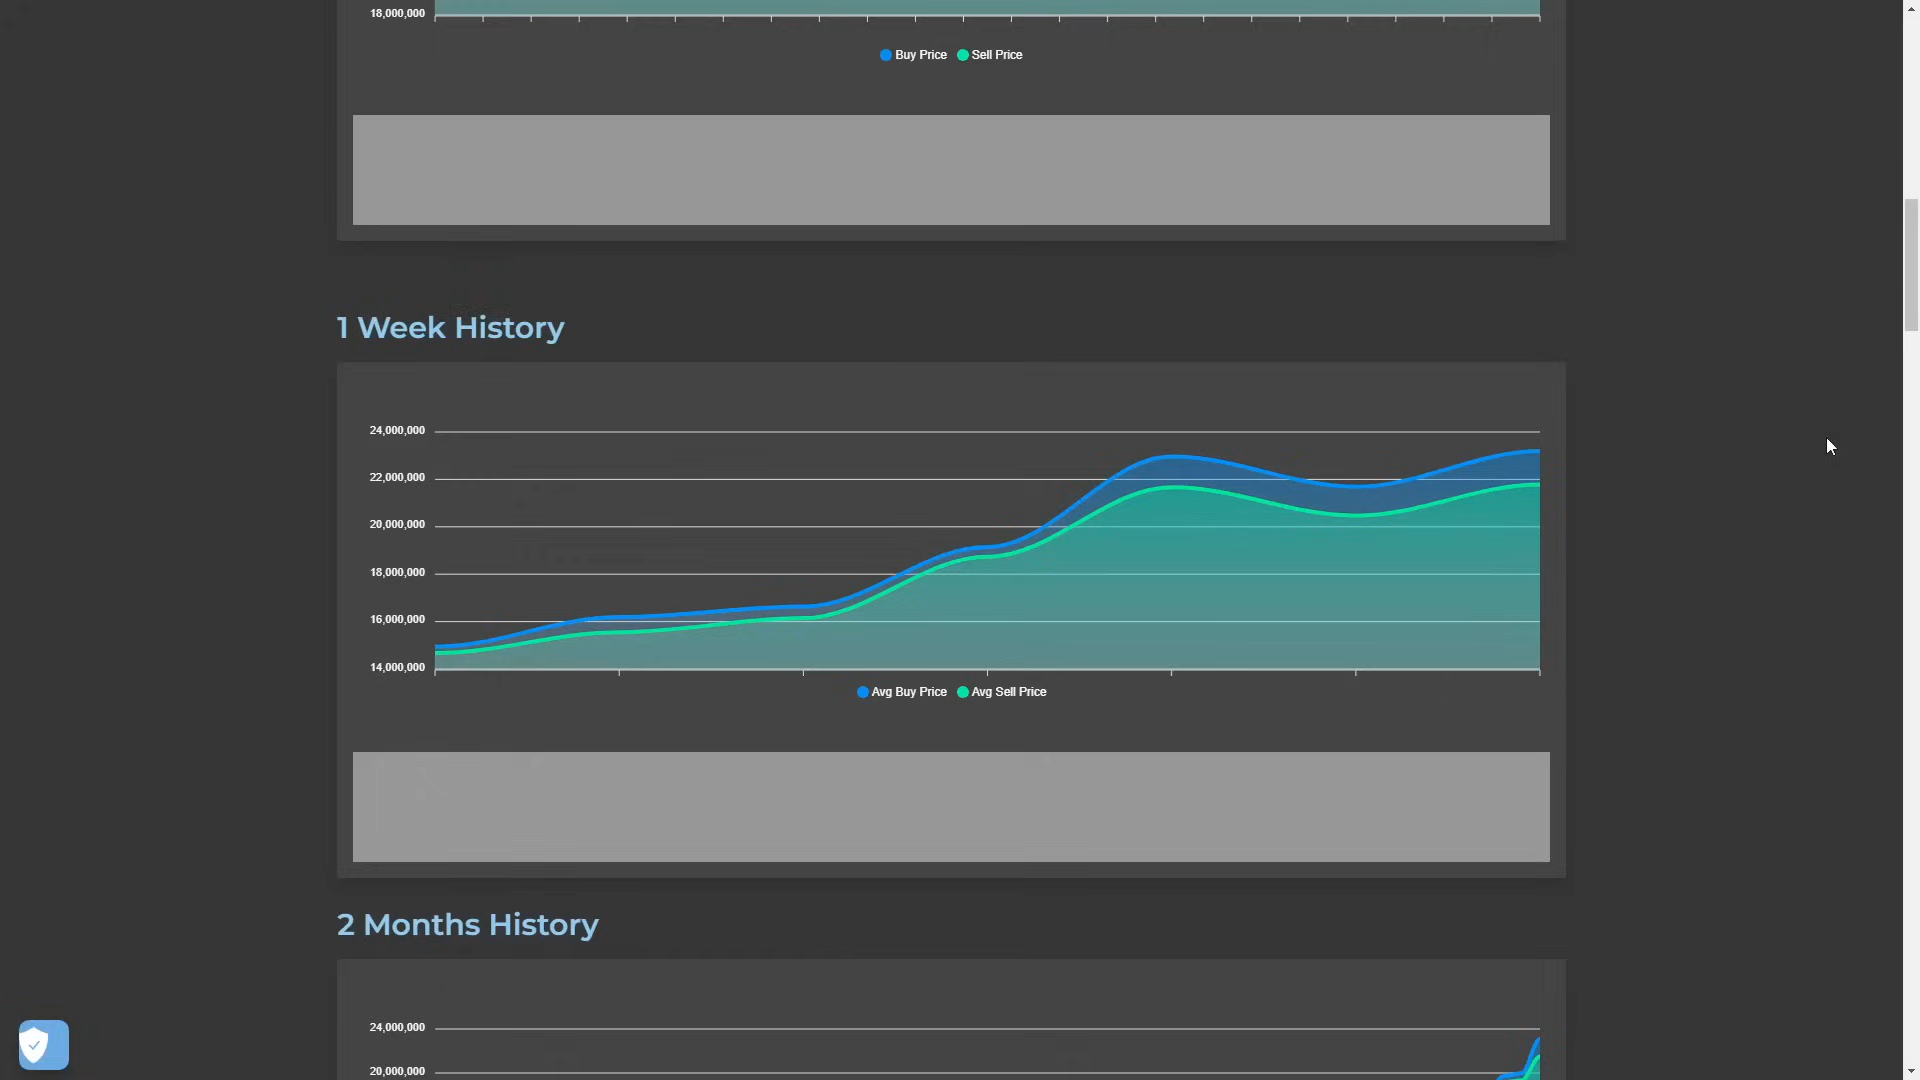 18,000,000
Buy Price Sell Price
1 Week History
24,000,000
22,000,000
20,000,000
18,000,000
16,000,000
14,000,000
Avg Buy Price Avg Sell Price
2 Months History
24,000,000
20,000,000